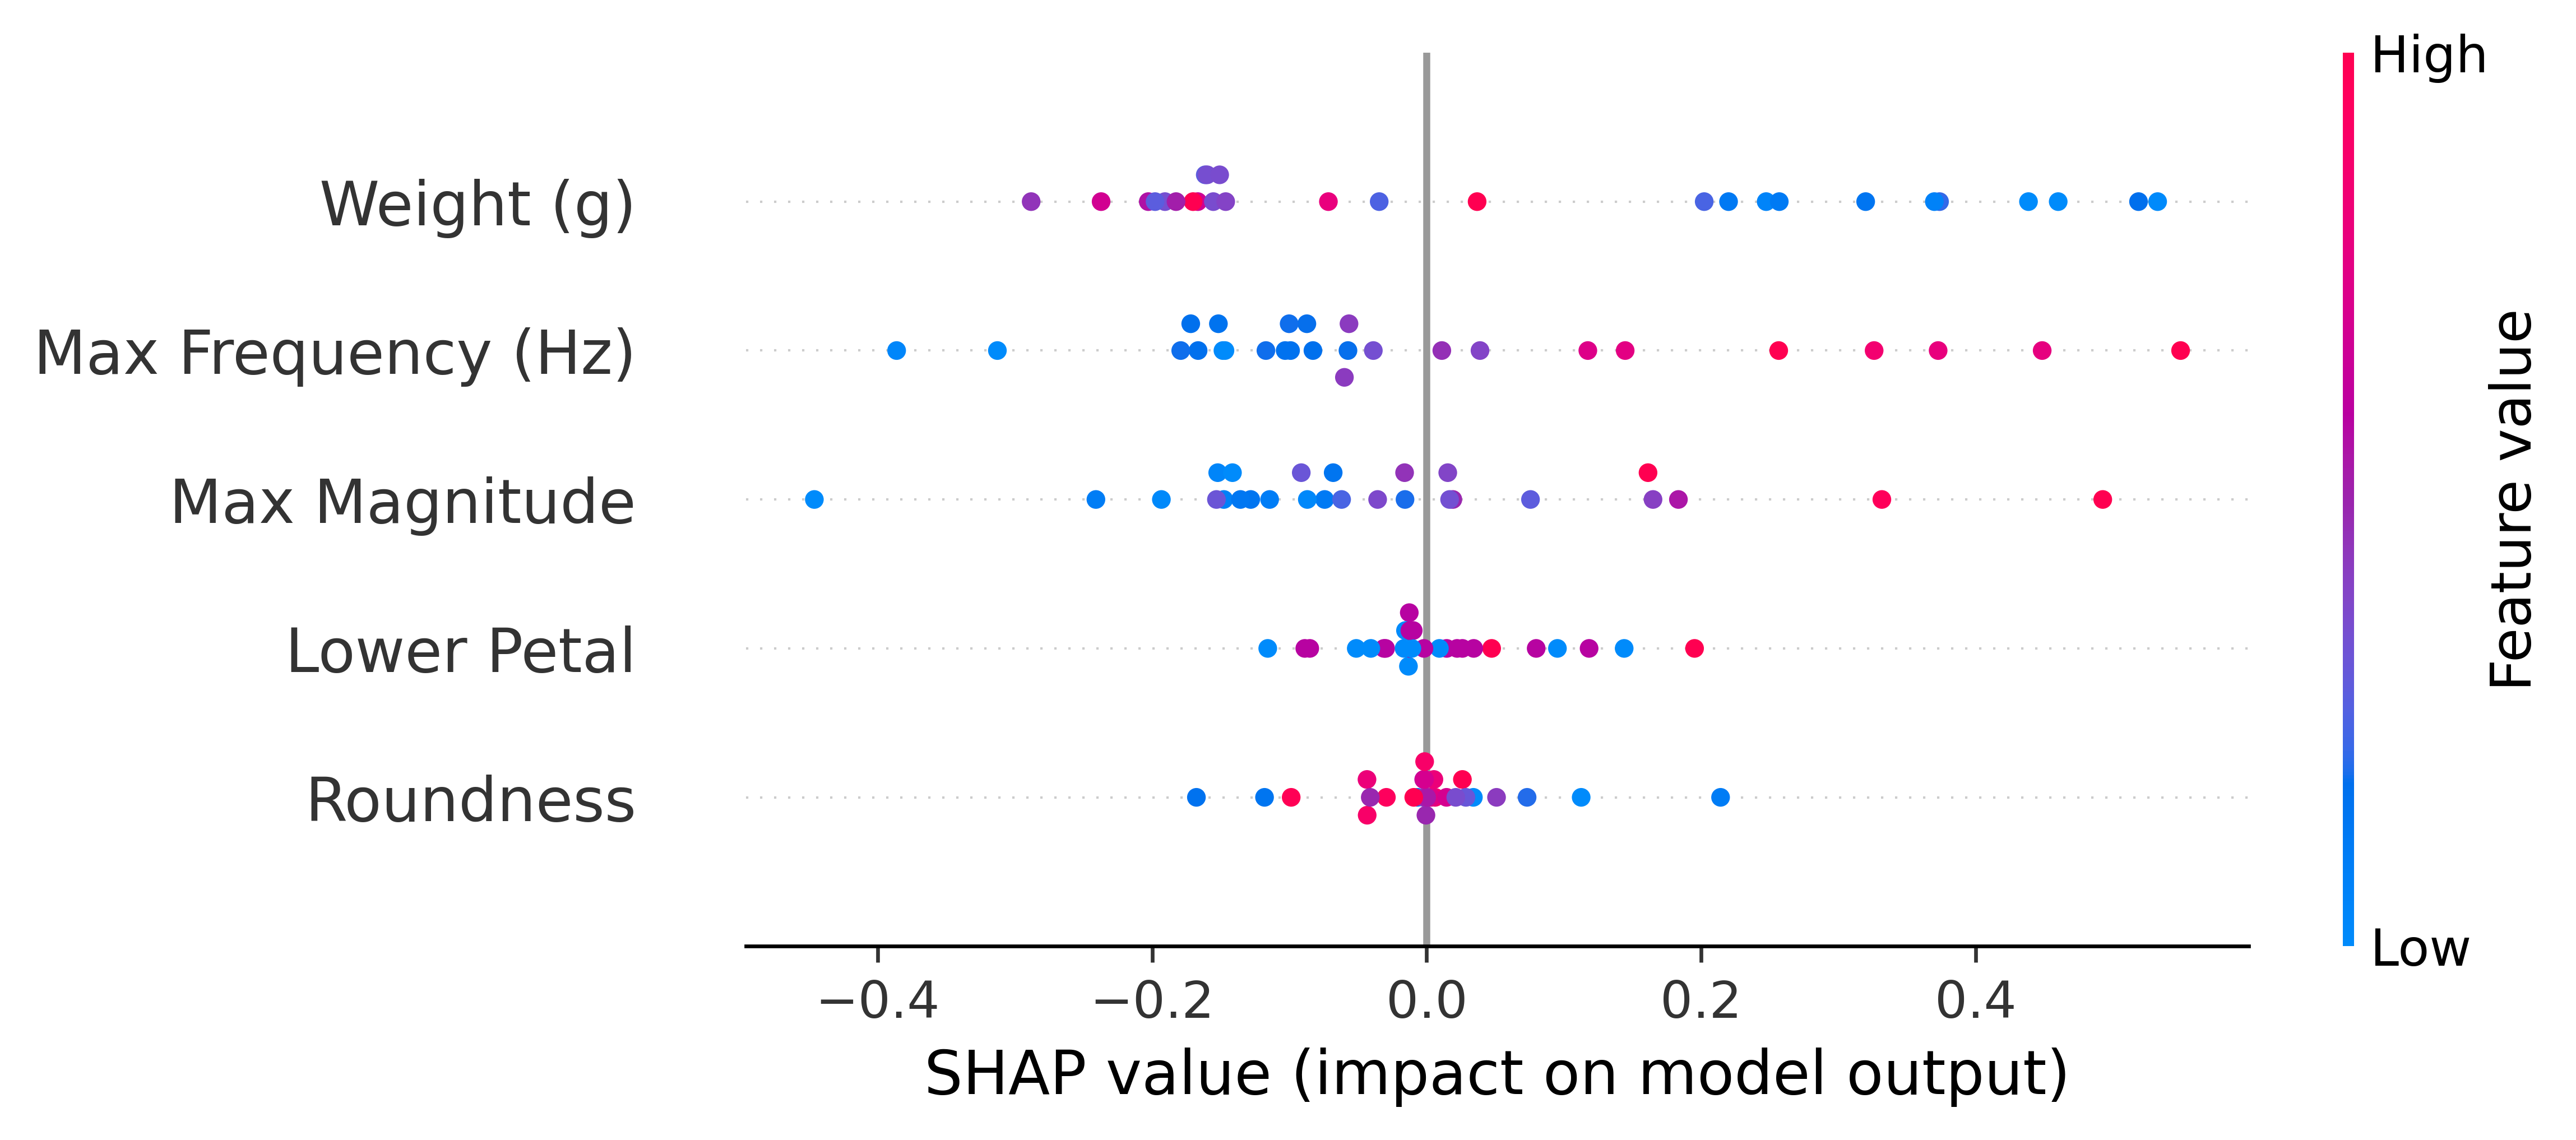 High
Weight (g)
Max Frequency (Hz)
Max Magnitude
Lower Petal
Roundness
Feature value
Low
−0.4
−0.2
0.0
0.2
0.4
SHAP value (impact on model output)